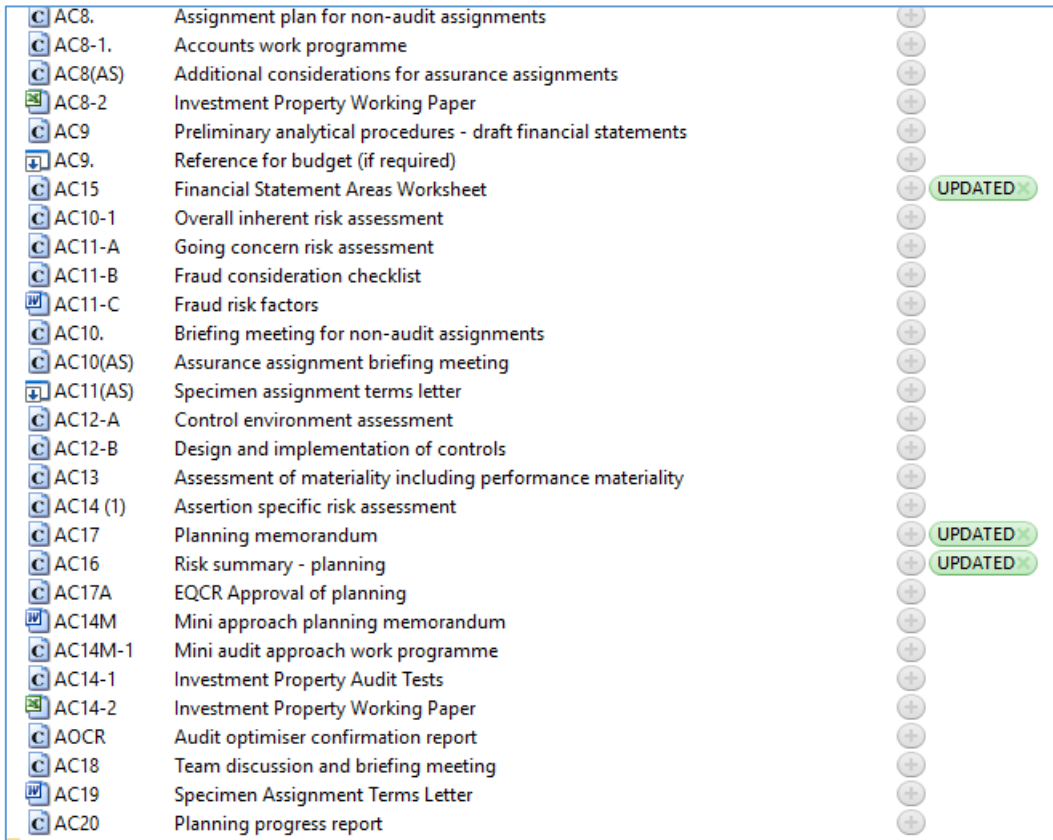 AC8. Assignment plan for non-audit assignments
AC8-1. Accounts work programme
AC8(AS) Additional considerations for assurance assignments
AC8-2 Investment Property Working Paper
AC9 Preliminary analytical procedures - draft financial statements
AC9. Reference for budget (if required)
AC15 Financial Statement Areas Worksheet UPDATED
AC10-1 Overall inherent risk assessment
AC11-A Going concern risk assessment
AC11-B Fraud consideration checklist
AC11-C Fraud risk factors
AC10. Briefing meeting for non-audit assignments
AC10(AS) Assurance assignment briefing meeting
AC11(AS) Specimen assignment terms letter
AC12-A Control environment assessment
AC12-B Design and implementation of controls
AC13 Assessment of materiality including performance materiality
AC14 (1) Assertion specific risk assessment
AC17 Planning memorandum UPDATED
AC16 Risk summary - planning UPDATED
AC17A EQCR Approval of planning
AC14M Mini approach planning memorandum
AC14M-1 Mini audit approach work programme
AC14-1 Investment Property Audit Tests
AC14-2 Investment Property Working Paper
AOCR Audit optimiser confirmation report
AC18 Team discussion and briefing meeting
AC19 Specimen Assignment Terms Letter
AC20 Planning progress report